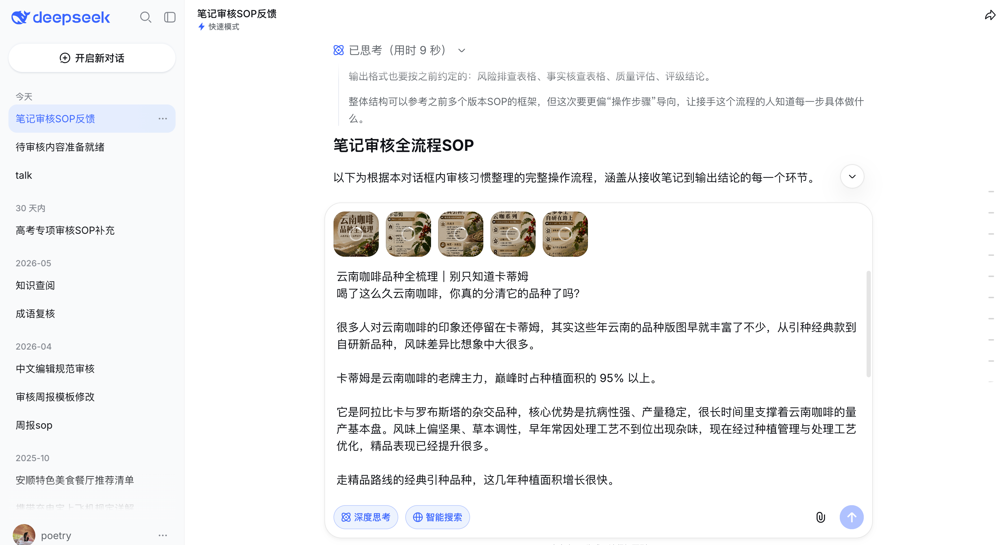 deepseek
开启新对话
今天
笔记审核SOP反馈
待审核内容准备就绪
talk
30 天内
高考专项审核SOP补充
2026-05
知识查阅
成语复核
2026-04
中文编辑规范审核
审核周报模板修改
周报sop
2025-10
安顺特色美食餐厅推荐清单
携带充电宝上飞机规定详解
poetry
笔记审核SOP反馈
快速模式
已思考（用时 9 秒）
输出格式也要按之前约定的：风险排查表格、事实核查表格、质量评估、评级结论。
整体结构可以参考之前多个版本SOP的框架，但这次要更偏“操作步骤”导向，让接手这个流程的人知道每一步具体做什
么。
笔记审核全流程SOP
以下为根据本对话框内审核习惯整理的完整操作流程，涵盖从接收笔记到输出结论的每一个环节。
云南咖啡
品种全梳理
卡蒂姆
云咖系列
自研在路上
云南咖啡品种全梳理｜别只知道卡蒂姆
喝了这么久云南咖啡，你真的分清它的品种了吗？
很多人对云南咖啡的印象还停留在卡蒂姆，其实这些年云南的品种版图早就丰富了不少，从引种经典款到
自研新品种，风味差异比想象中大很多。
卡蒂姆是云南咖啡的老牌主力，巅峰时占种植面积的 95% 以上。
它是阿拉比卡与罗布斯塔的杂交品种，核心优势是抗病性强、产量稳定，很长时间里支撑着云南咖啡的量
产基本盘。风味上偏坚果、草本调性，早年常因处理工艺不到位出现杂味，现在经过种植管理与处理工艺
优化，精品表现已经提升很多。
走精品路线的经典引种品种，这几年种植面积增长很快。
深度思考
智能搜索